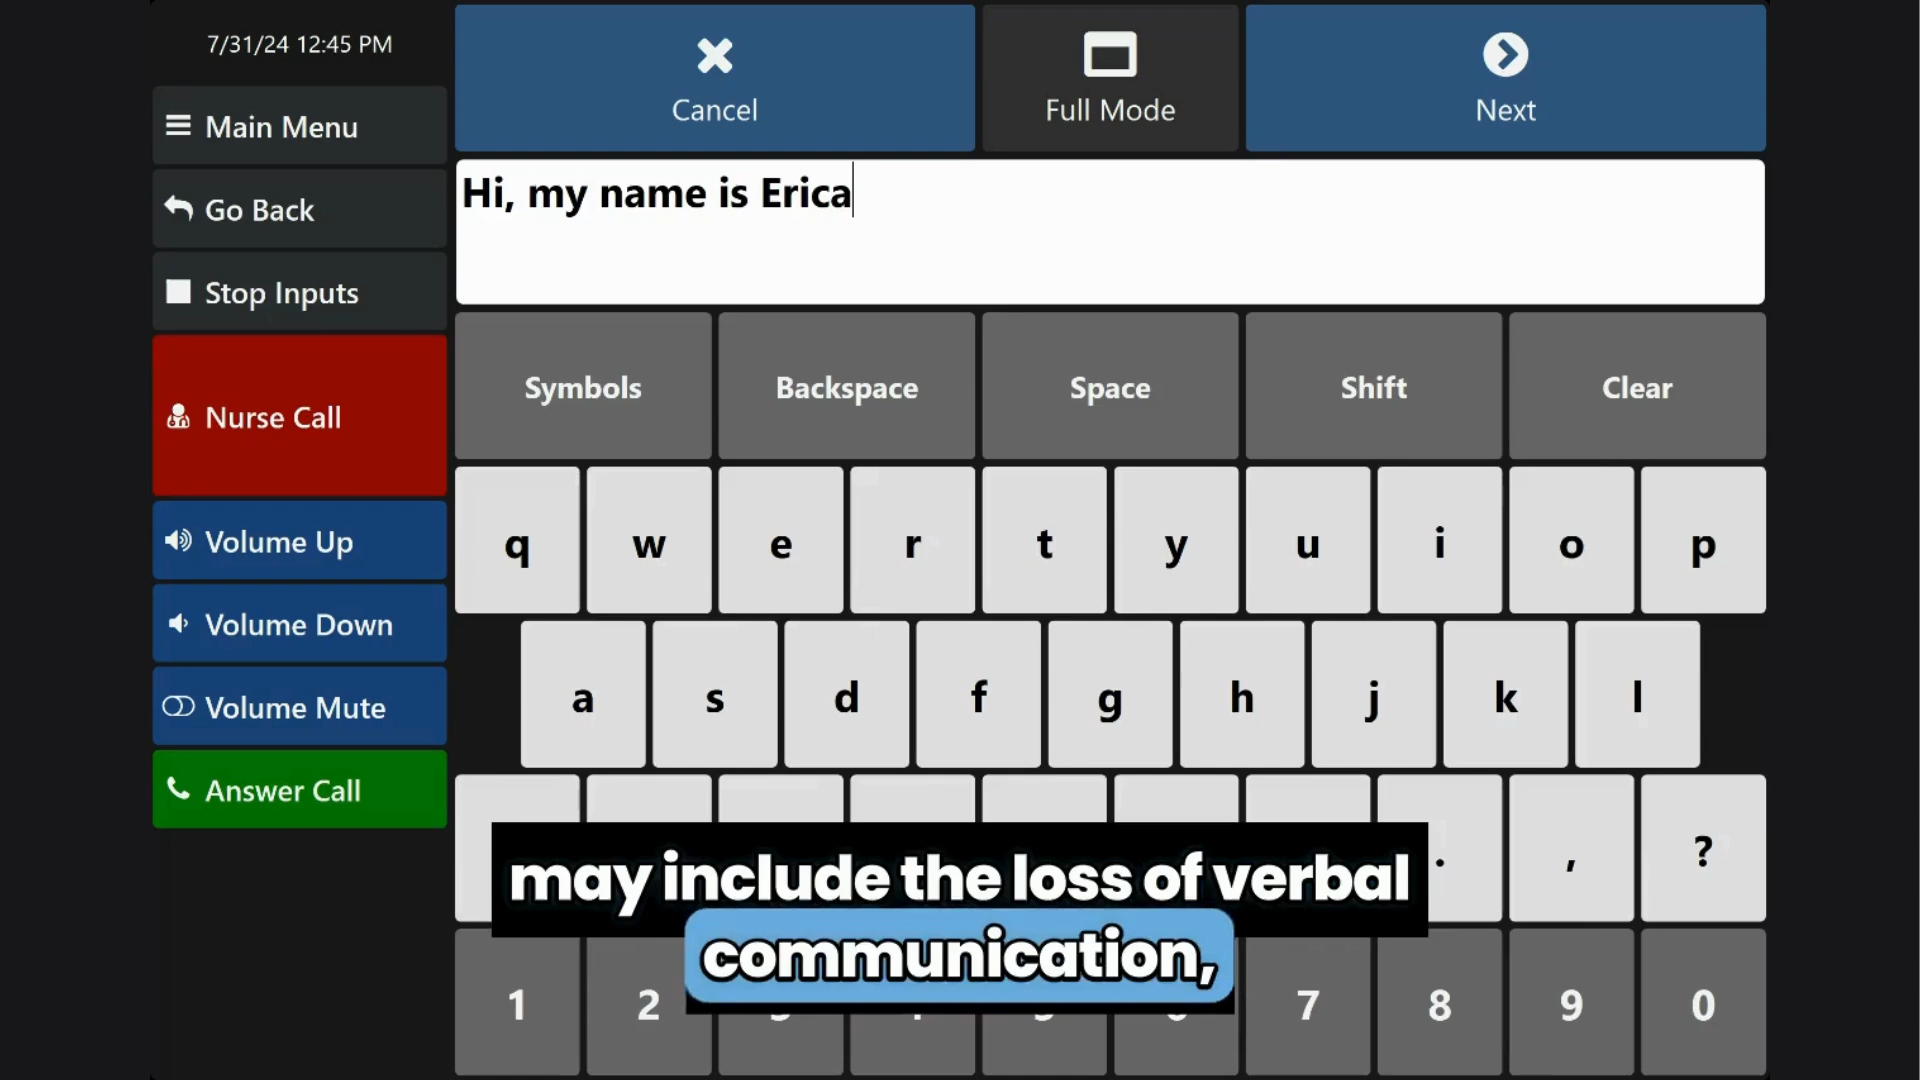 7/31/24 12:45 PM
Main Menu
Go Back
Stop Inputs
Nurse Call
Volume Up
Volume Down
Volume Mute
Answer Call
Cancel
Full Mode
Next
Hi, my name is Erica
Symbols Backspace Space Shift Clear
q w e r t y u i o p
a s d f g h j k l
. , ?
1 2 7 8 9 0
may include the loss of verbal
communication,